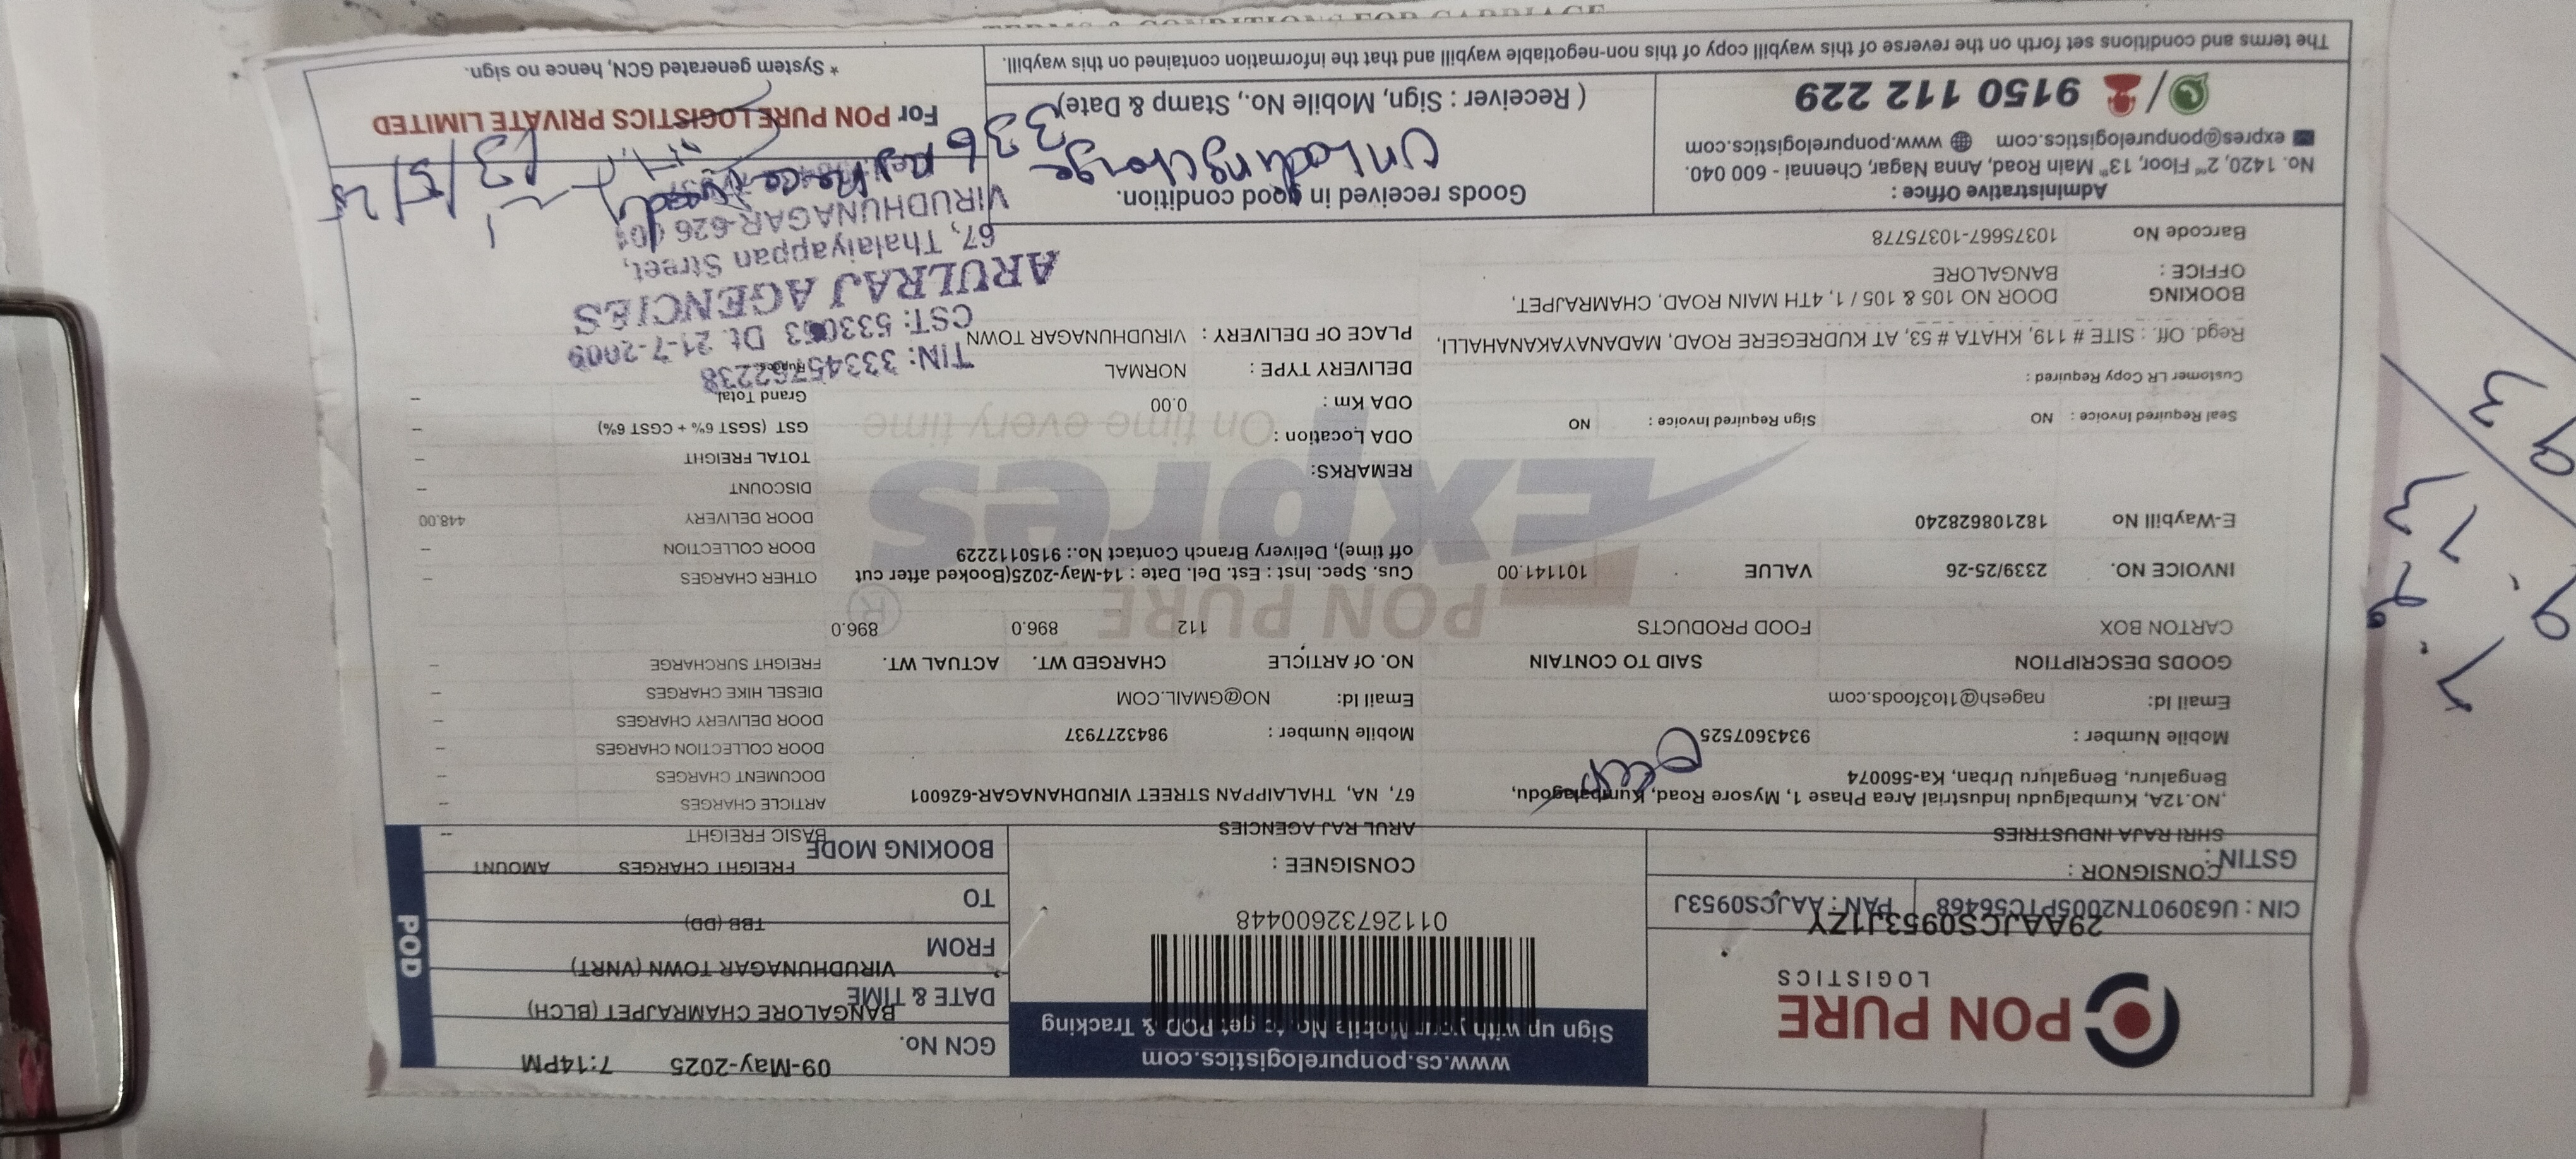 PON PURE
LOGISTICS
www.cs.ponpurelogistics.com
Sign up with your Mobile No. to get POD & Tracking
01126732600448
GCN No.
09-May-2025 7:14PM
DATE & TIME
BANGALORE CHAMRAJPET (BLCH)
FROM
VIRUDHUNAGAR TOWN (VNRT)
TO
TBB (DD)
BOOKING MODE
POD
CIN : U63090TN2005PTC56468 PAN : AAJCS0953J
29AAJCS0953J1ZY
GSTIN :
CONSIGNOR :
SHRI RAJA INDUSTRIES
,NO.12A, Kumbalgudu Industrial Area Phase 1, Mysore Road, Kumbalagodu,
Bengaluru, Bengaluru Urban, Ka-560074
Mobile Number : 9343607525
Email Id: nagesh@1to3foods.com
CONSIGNEE :
ARUL RAJ AGENCIES
67, NA, THALAIPPAN STREET VIRUDHANAGAR-626001
Mobile Number : 9843277937
Email Id: NO@GMAIL.COM
GOODS DESCRIPTION SAID TO CONTAIN NO. Of ARTICLE CHARGED WT. ACTUAL WT.
CARTON BOX FOOD PRODUCTS 112 896.0 896.0
INVOICE NO. 2339/25-26 VALUE 101141.00
E-Waybill No 182108628240
Cus. Spec. Inst : Est. Del. Date : 14-May-2025(Booked after cut
off time), Delivery Branch Contact No.: 9150112229
PON PURE
Expres
On time every time
REMARKS:
ODA Location :
ODA Km : 0.00
DELIVERY TYPE : NORMAL
PLACE OF DELIVERY : VIRUDHUNAGAR TOWN
Seal Required Invoice : NO Sign Required Invoice : NO
Customer LR Copy Required :
Regd. Off. : SITE # 119, KHATA # 53, AT KUDREGERE ROAD, MADANAYAKANAHALLI,
BOOKING OFFICE : DOOR NO 105 & 105 / 1, 4TH MAIN ROAD, CHAMRAJPET,
BANGALORE
Barcode No 10375667-10375778
FREIGHT CHARGES AMOUNT
BASIC FREIGHT –
ARTICLE CHARGES –
DOCUMENT CHARGES –
DOOR COLLECTION CHARGES –
DOOR DELIVERY CHARGES –
DIESEL HIKE CHARGES –
FREIGHT SURCHARGE –
OTHER CHARGES –
DOOR COLLECTION –
DOOR DELIVERY 448.00
DISCOUNT –
TOTAL FREIGHT –
GST (SGST 6% + CGST 6%) –
Grand Total –
Rupees:
TIN: 33345762238
CST: 533063 Dt. 21-7-2009
ARULRAJ AGENCIES
67, Thalaiyappan Street,
VIRUDHUNAGAR-626 001
13/5/25
Administrative Office :
No. 1420, 2nd Floor, 13th Main Road, Anna Nagar, Chennai - 600 040.
expres@ponpurelogistics.com www.ponpurelogistics.com
9150 112 229
Goods received in good condition.
Unloading charge
336
( Receiver : Sign, Mobile No., Stamp & Date)
For PON PURE LOGISTICS PRIVATE LIMITED
* System generated GCN, hence no sign.
The terms and conditions set forth on the reverse of this waybill copy of this non-negotiable waybill and that the information contained on this waybill.